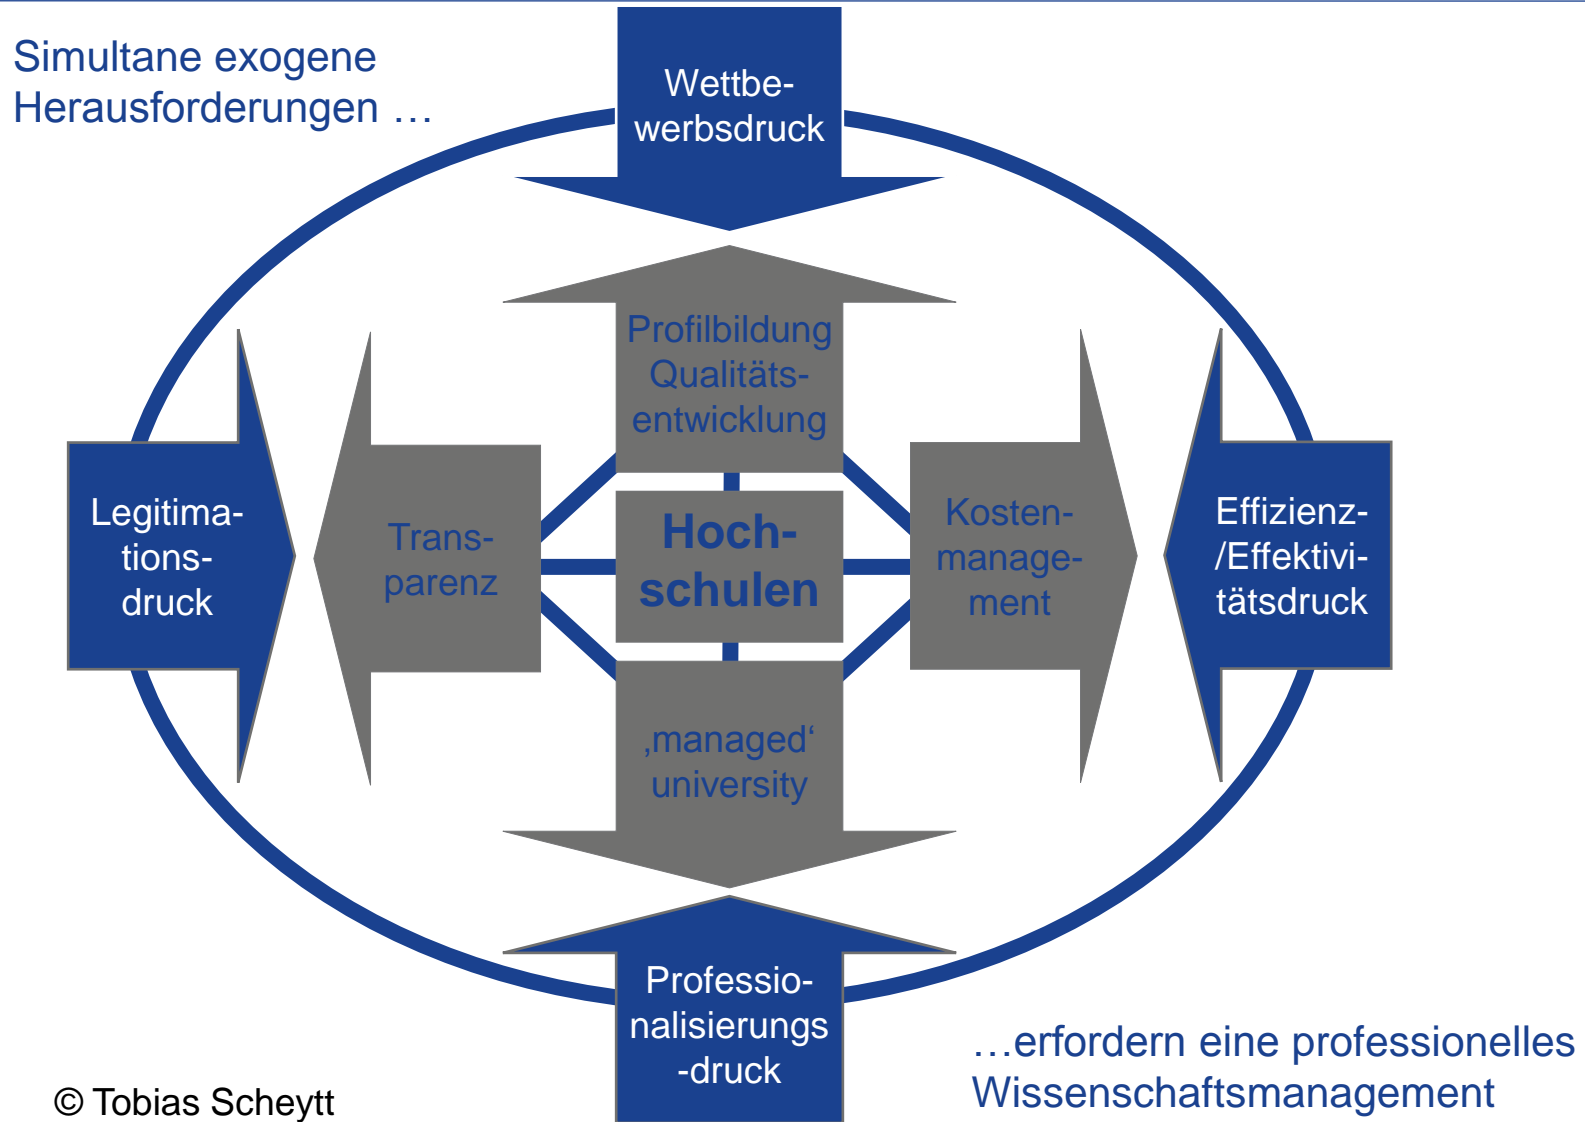 Simultane exogene
Herausforderungen …
Wettbe-
werbsdruck
Profilbildung
Qualitäts-
entwicklung
Legitima-
tions-
druck
Trans-
parenz
Hoch-
schulen
Kosten-
manage-
ment
Effizienz-
/Effektivi-
tätsdruck
‚managed‘
university
Professio-
nalisierungs
-druck
…erfordern eine professionelles
Wissenschaftsmanagement
© Tobias Scheytt